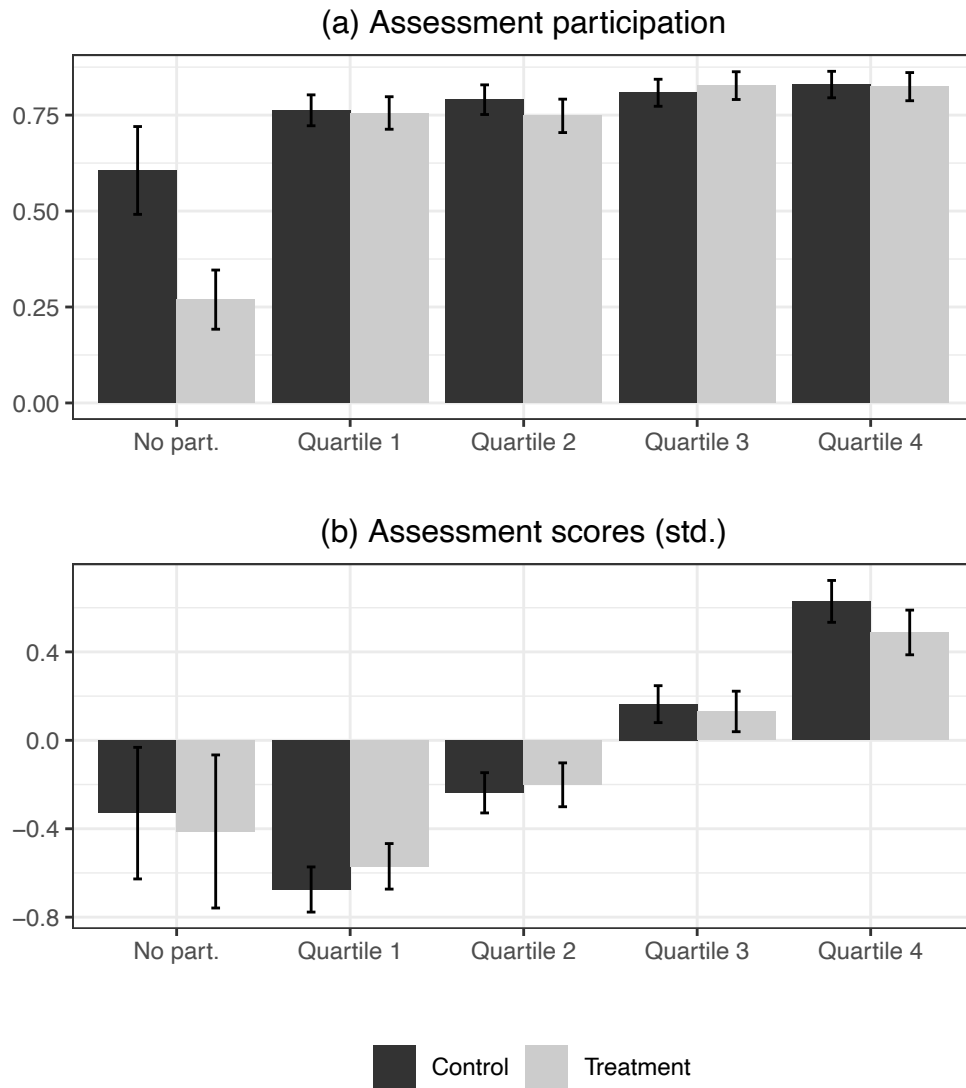 (a) Assessment participation
0.75
0.50
0.25
0.00
No part. Quartile 1 Quartile 2 Quartile 3 Quartile 4
(b) Assessment scores (std.)
0.4
0.0
−0.4
−0.8
No part. Quartile 1 Quartile 2 Quartile 3 Quartile 4
Control Treatment